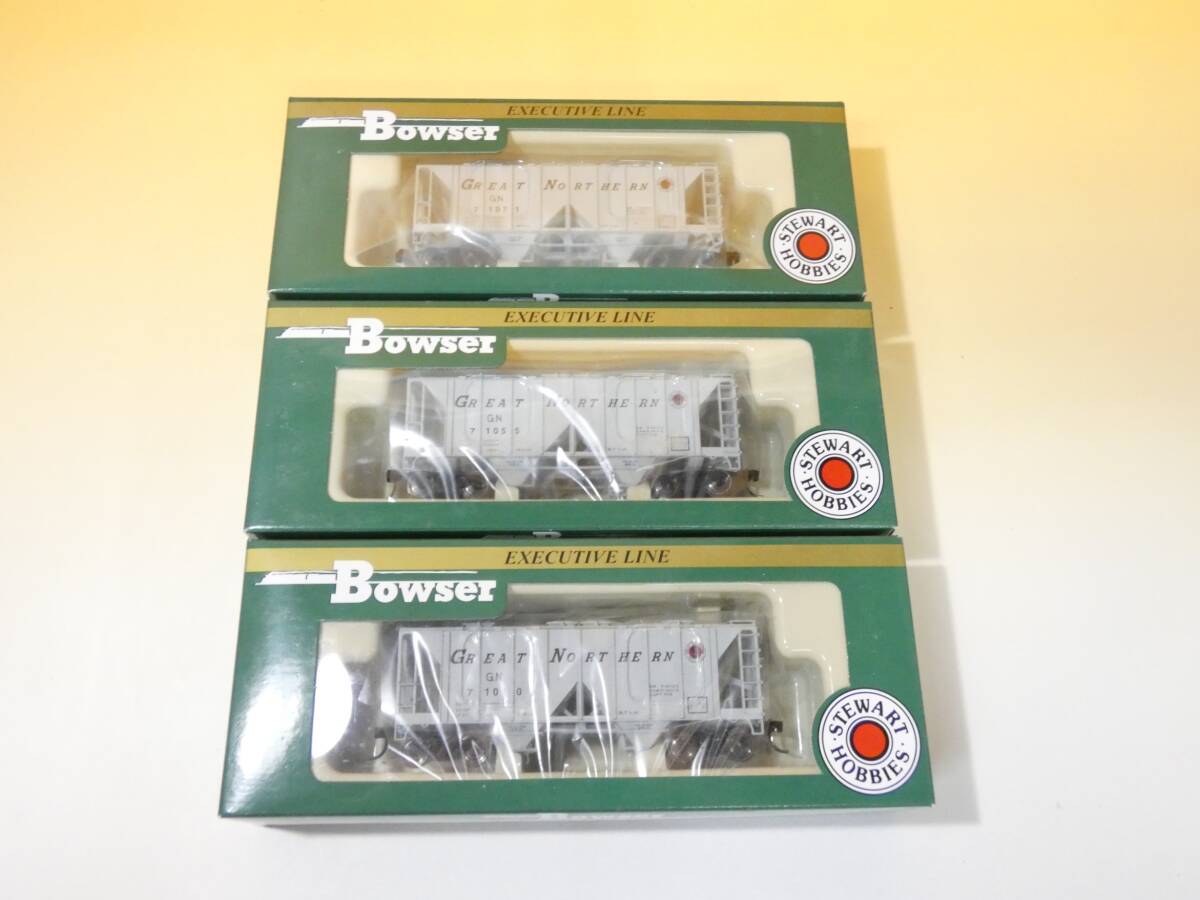 EXECUTIVE LINE
Bowser
GREAT NORTHERN
GN
STEWART HOBBIES
EXECUTIVE LINE
Bowser
GREAT NORTHERN
GN
71055
STEWART HOBBIES
EXECUTIVE LINE
Bowser
GREAT NORTHERN
GN
STEWART HOBBIES